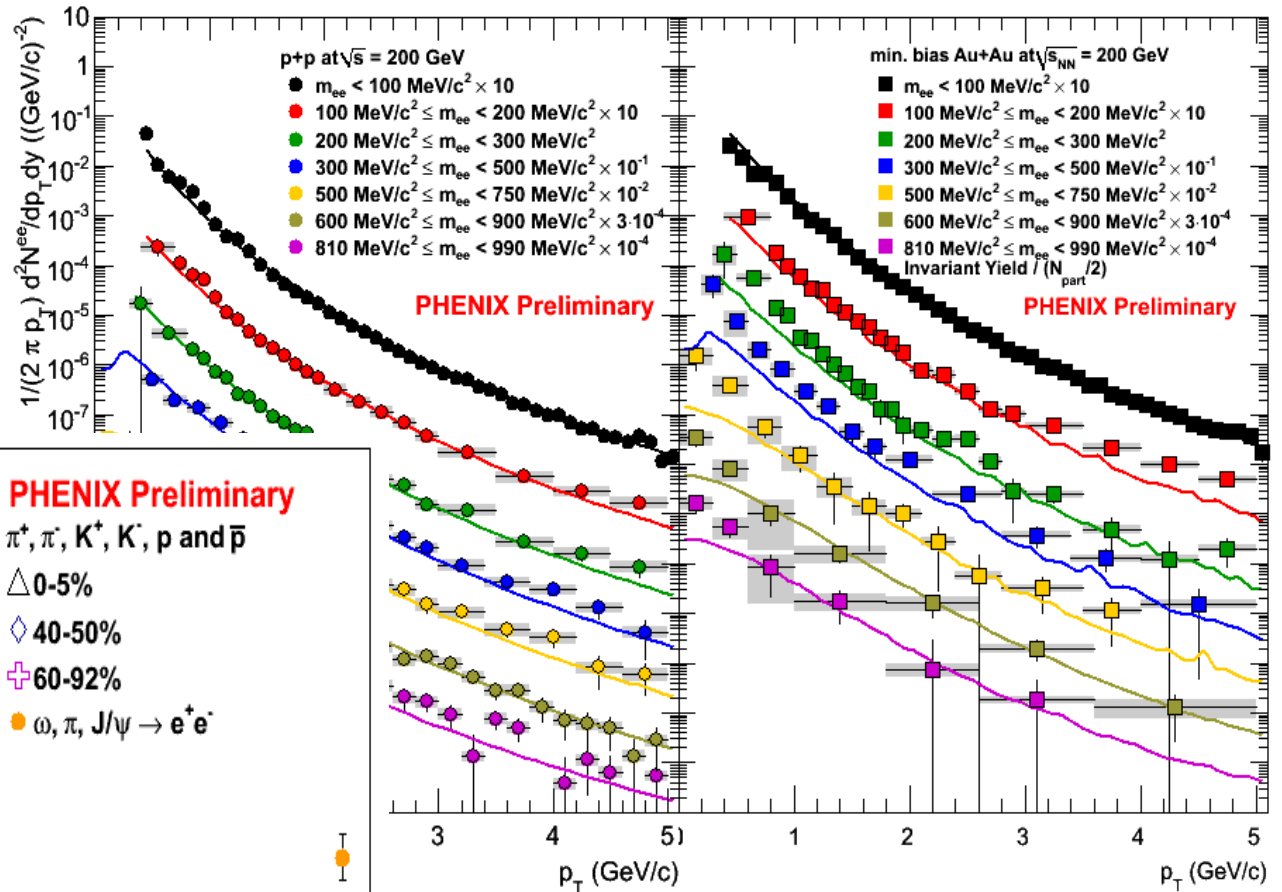 1/(2 π p_T) d²N^ee/dp_Tdy ((GeV/c)⁻²)
10
1
10⁻¹
10⁻²
10⁻³
10⁻⁴
10⁻⁵
10⁻⁶
10⁻⁷
p+p at √s = 200 GeV
m_ee < 100 MeV/c² × 10
100 MeV/c² ≤ m_ee < 200 MeV/c² × 10
200 MeV/c² ≤ m_ee < 300 MeV/c²
300 MeV/c² ≤ m_ee < 500 MeV/c² × 10⁻¹
500 MeV/c² ≤ m_ee < 750 MeV/c² × 10⁻²
600 MeV/c² ≤ m_ee < 900 MeV/c² × 3·10⁻⁴
810 MeV/c² ≤ m_ee < 990 MeV/c² × 10⁻⁴
PHENIX Preliminary
min. bias Au+Au at √s_NN = 200 GeV
m_ee < 100 MeV/c² × 10
100 MeV/c² ≤ m_ee < 200 MeV/c² × 10
200 MeV/c² ≤ m_ee < 300 MeV/c²
300 MeV/c² ≤ m_ee < 500 MeV/c² × 10⁻¹
500 MeV/c² ≤ m_ee < 750 MeV/c² × 10⁻²
600 MeV/c² ≤ m_ee < 900 MeV/c² × 3·10⁻⁴
810 MeV/c² ≤ m_ee < 990 MeV/c² × 10⁻⁴
Invariant Yield / (N_part/2)
PHENIX Preliminary
PHENIX Preliminary
π⁺, π⁻, K⁺, K⁻, p and p̅
0-5%
40-50%
60-92%
ω, π, J/ψ → e⁺e⁻
3 4 5
p_T (GeV/c)
1 2 3 4 5
p_T (GeV/c)